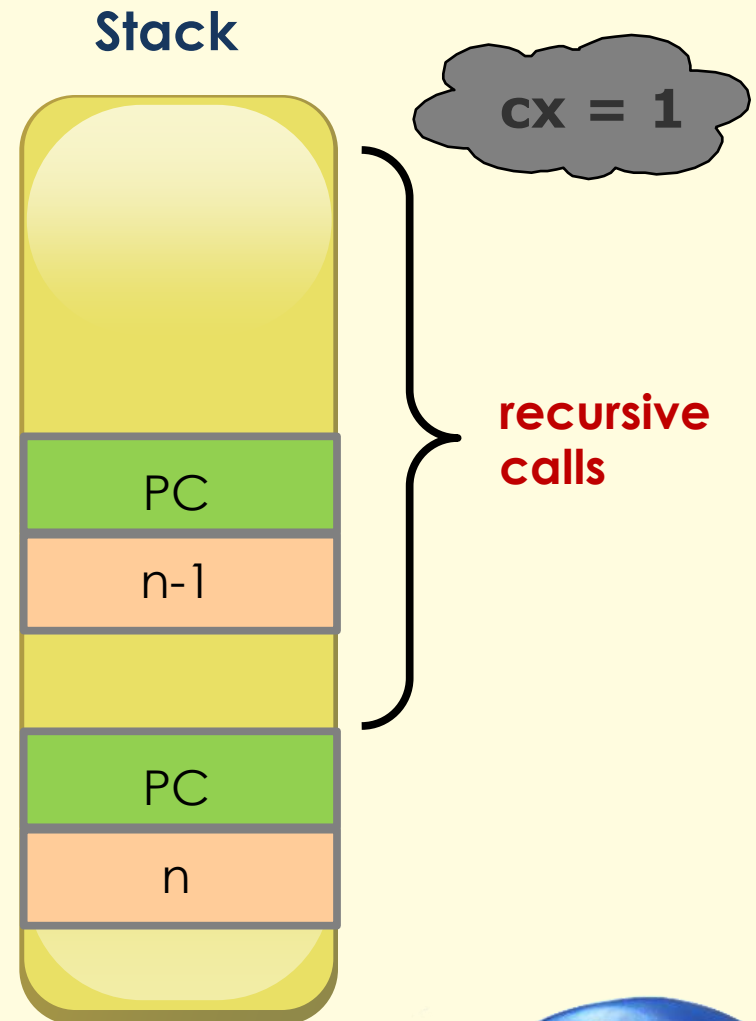 Stack
cx = 1
recursive
calls
PC
n-1
PC
n